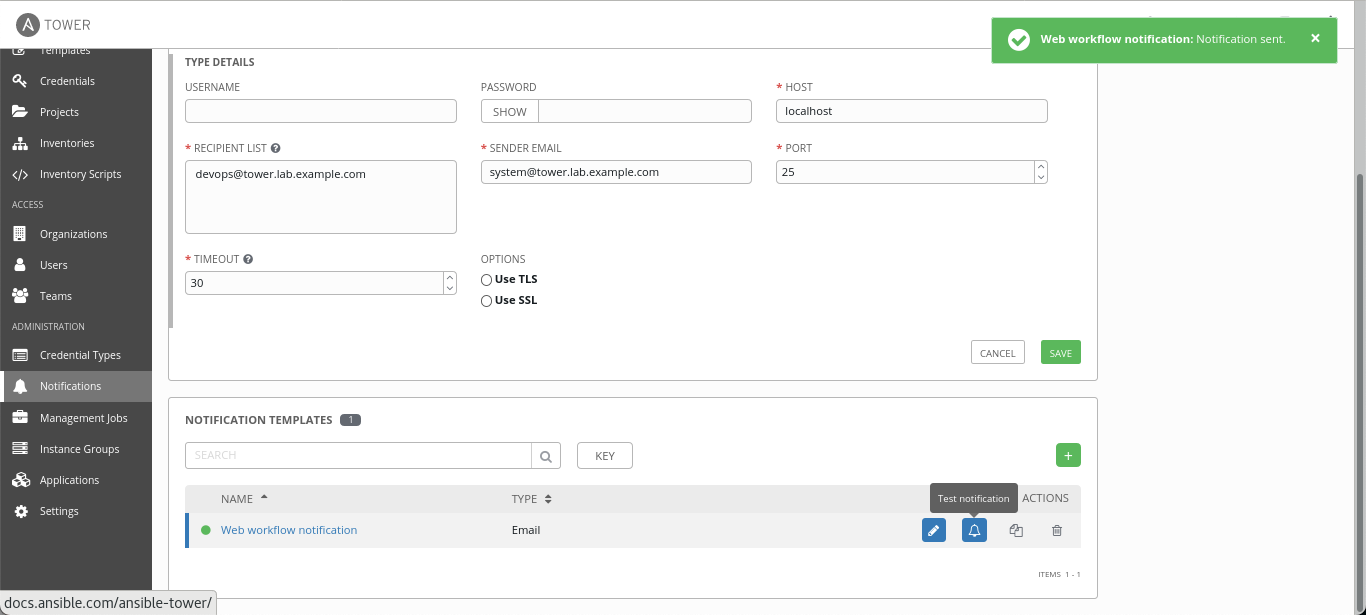 TOWER
Web workflow notification: Notification sent.
Templates
Credentials
Projects
Inventories
Inventory Scripts
ACCESS
Organizations
Users
Teams
ADMINISTRATION
Credential Types
Notifications
Management Jobs
Instance Groups
Applications
Settings
TYPE DETAILS
USERNAME
PASSWORD
* HOST
SHOW
localhost
* RECIPIENT LIST
* SENDER EMAIL
* PORT
devops@tower.lab.example.com
system@tower.lab.example.com
25
* TIMEOUT
OPTIONS
30
Use TLS
Use SSL
CANCEL
SAVE
NOTIFICATION TEMPLATES 1
SEARCH
KEY
+
Test notification
NAME
TYPE
ACTIONS
Web workflow notification
Email
ITEMS 1 - 1
docs.ansible.com/ansible-tower/